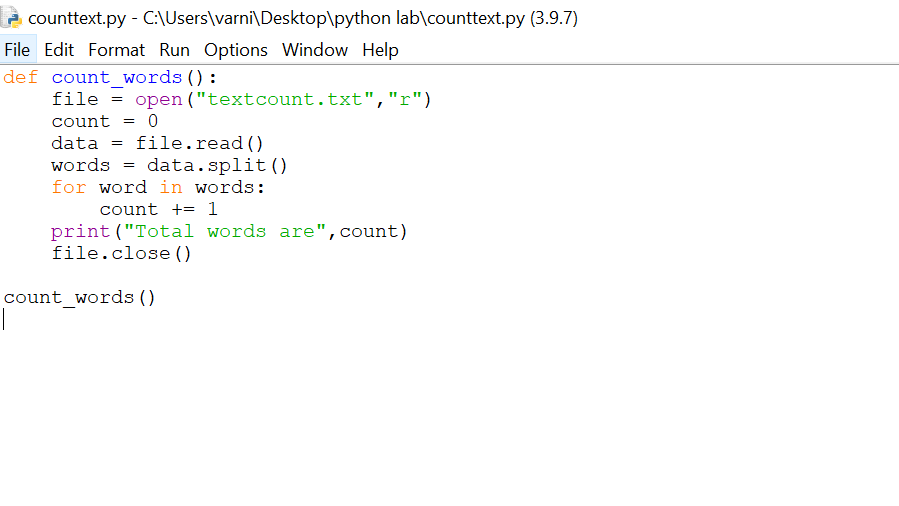 counttext.py - C:\Users\varni\Desktop\python lab\counttext.py (3.9.7)
File Edit Format Run Options Window Help
def count_words():
    file = open("textcount.txt","r")
    count = 0
    data = file.read()
    words = data.split()
    for word in words:
        count += 1
    print("Total words are",count)
    file.close()

count_words()